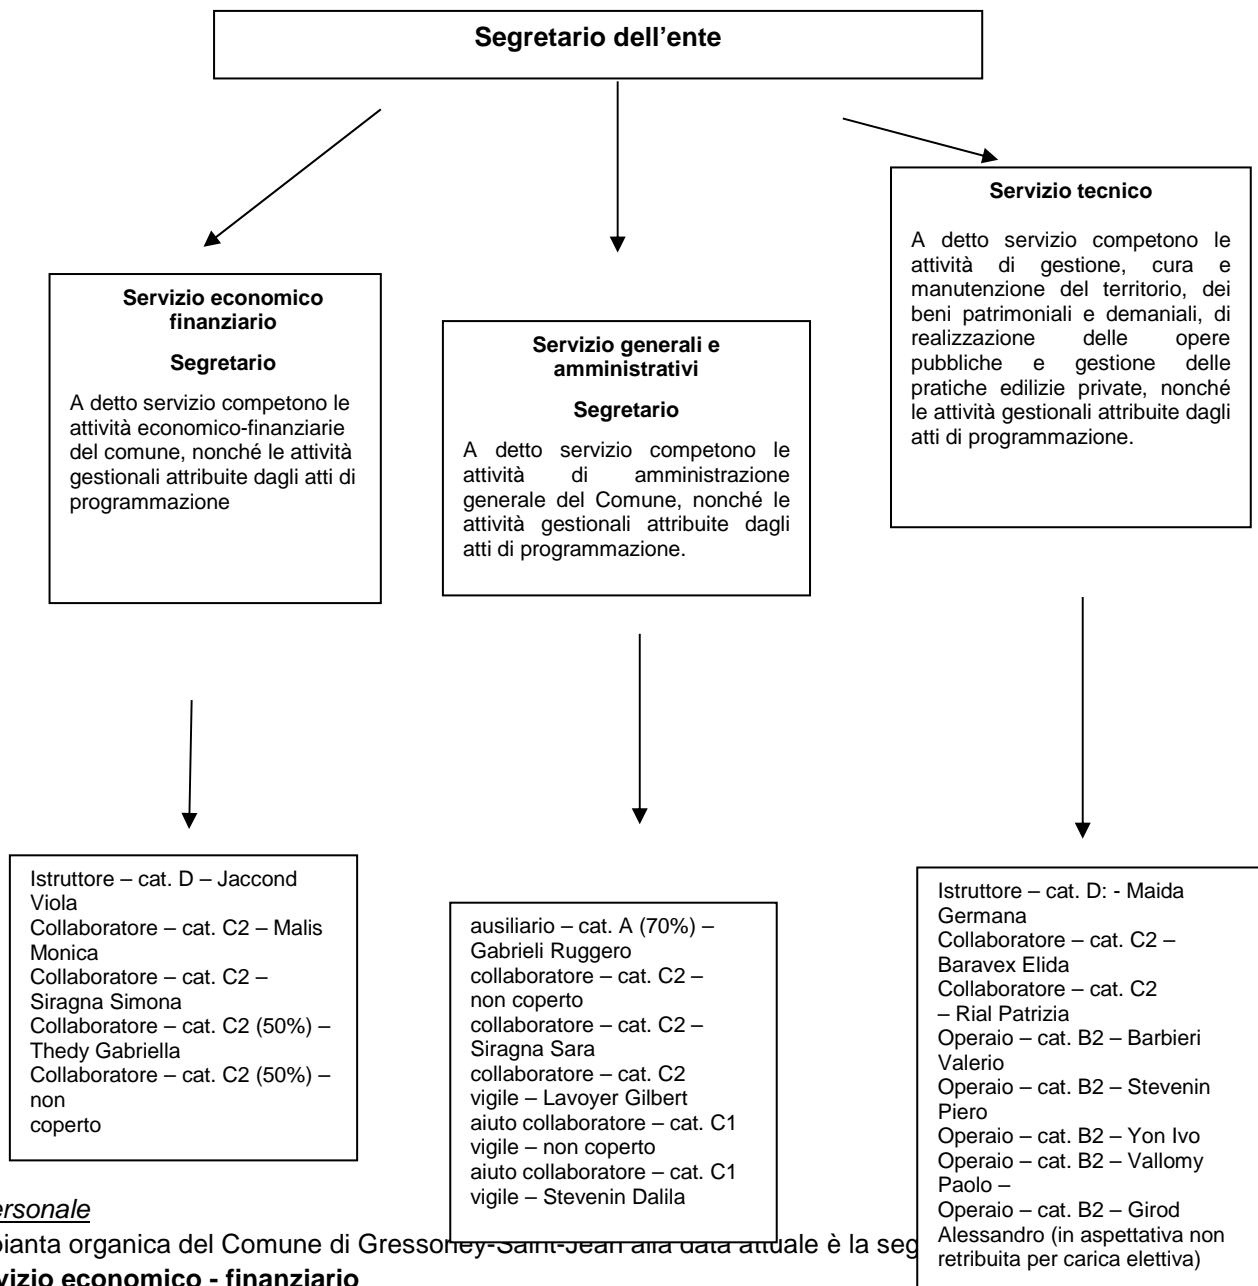 Segretario dell'ente
Servizio tecnico
A detto servizio competono le
attività di gestione, cura e
manutenzione del territorio, dei
beni patrimoniali e demaniali, di
realizzazione delle opere
pubbliche e gestione delle
pratiche edilizie private, nonché
le attività gestionali attribuite dagli
atti di programmazione.
Servizio economico
finanziario
Segretario
A detto servizio competono le
attività economico-finanziarie
del comune, nonché le attività
gestionali attribuite dagli atti di
programmazione
Servizio generali e
amministrativi
Segretario
A detto servizio competono le
attività di amministrazione
generale del Comune, nonché le
attività gestionali attribuite dagli
atti di programmazione.
Istruttore – cat. D – Jaccond
Viola
Collaboratore – cat. C2 – Malis
Monica
Collaboratore – cat. C2 –
Siragna Simona
Collaboratore – cat. C2 (50%) –
Thedy Gabriella
Collaboratore – cat. C2 (50%) –
non
coperto
ausiliario – cat. A (70%) –
Gabrieli Ruggero
collaboratore – cat. C2 –
non coperto
collaboratore – cat. C2 –
Siragna Sara
collaboratore – cat. C2
vigile – Lavoyer Gilbert
aiuto collaboratore – cat. C1
vigile – non coperto
aiuto collaboratore – cat. C1
vigile – Stevenin Dalila
Istruttore – cat. D: - Maida
Germana
Collaboratore – cat. C2 –
Baravex Elida
Collaboratore – cat. C2
– Rial Patrizia
Operaio – cat. B2 – Barbieri
Valerio
Operaio – cat. B2 – Stevenin
Piero
Operaio – cat. B2 – Yon Ivo
Operaio – cat. B2 – Vallomy
Paolo –
Operaio – cat. B2 – Girod
Alessandro (in aspettativa non
retribuita per carica elettiva)
ersonale
pianta organica del Comune di Gressoney-Saint-Jean alla data attuale è la seg
vizio economico - finanziario